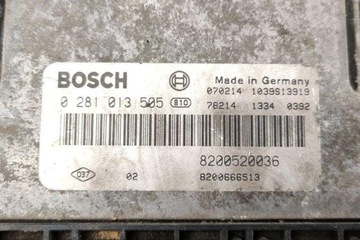 BOSCH
Made in Germany
070214 1039S13919
0 281 013 505 810
76214 1334 0392
8200520036
037 02 8200666513